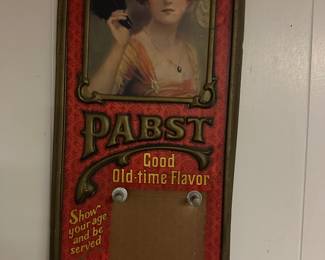 PABST
Good
Old-time Flavor
Show
your age
and be
served